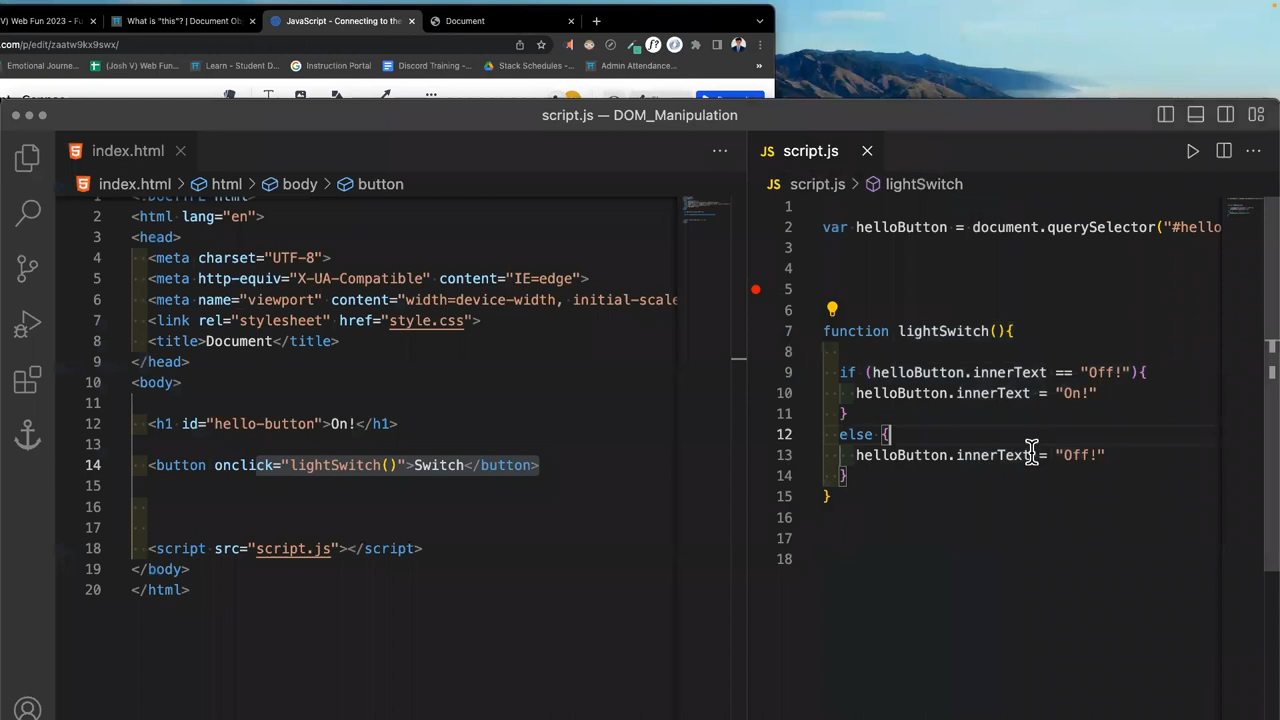 V) Web Fun 2023 - Fu
What is "this"? | Document Ob
JavaScript - Connecting to the
Document
.com/p/edit/zaatw9kx9swx/
Emotional Journe...
(Josh V) Web Fun...
Learn - Student D...
Instruction Portal
Discord Training -...
Stack Schedules -...
Admin Attendance...
»
script.js — DOM_Manipulation
index.html
index.html > html > body > button
2 <html lang="en">
3 <head>
4 <meta charset="UTF-8">
5 <meta http-equiv="X-UA-Compatible" content="IE=edge">
6 <meta name="viewport" content="width=device-width, initial-scale
7 <link rel="stylesheet" href="style.css">
8 <title>Document</title>
9 </head>
10 <body>
11
12 <h1 id="hello-button">On!</h1>
13
14 <button onclick="lightSwitch()">Switch</button>
15
16
17
18 <script src="script.js"></script>
19 </body>
20 </html>
JS script.js
JS script.js > lightSwitch
1
2 var helloButton = document.querySelector("#hello
3
4
5
6
7 function lightSwitch(){
8
9 if (helloButton.innerText == "Off!"){
10 helloButton.innerText = "On!"
11 }
12 else {
13 helloButton.innerText = "Off!"
14 }
15 }
16
17
18